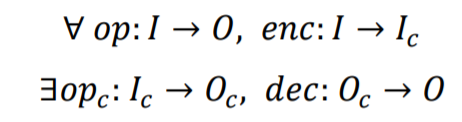 ∀ op: I → O, enc: I → I_c
∃op_c: I_c → O_c, dec: O_c → O